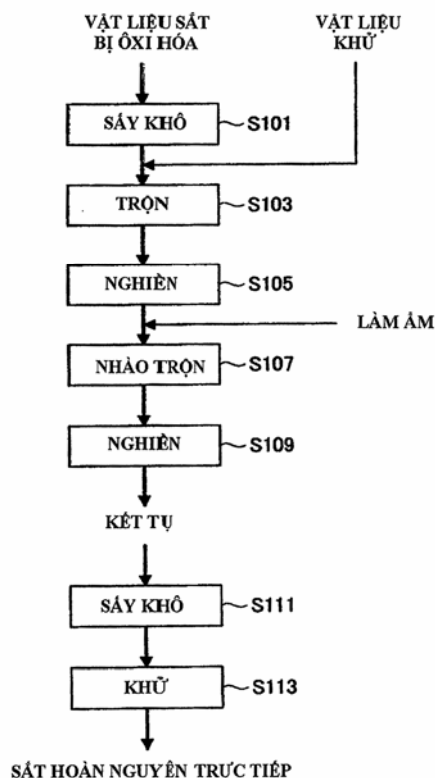 VẬT LIỆU SẮT
BỊ ÔXI HÓA
VẬT LIỆU
KHỬ
SẤY KHÔ
S101
TRỘN
S103
NGHIỀN
S105
LÀM ẨM
NHÀO TRỘN
S107
NGHIỀN
S109
KẾT TỤ
SẤY KHÔ
S111
KHỬ
S113
SẮT HOÀN NGUYÊN TRỰC TIẾP